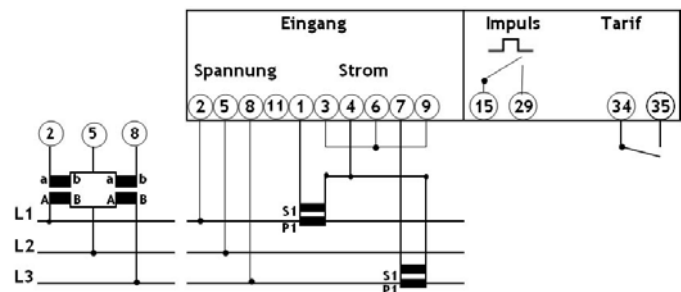 Eingang Impuls Tarif
Spannung Strom
2 5 8 11 1 3 4 6 7 9 15 29 34 35
2 5 8
a b a b
A B A B
S1
L1 P1
L2
S1
L3 P1